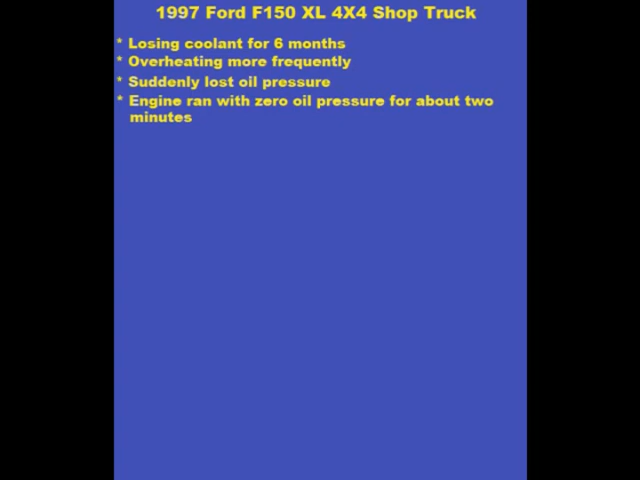 1997 Ford F150 XL 4X4 Shop Truck
* Losing coolant for 6 months
* Overheating more frequently
* Suddenly lost oil pressure
* Engine ran with zero oil pressure for about two
minutes